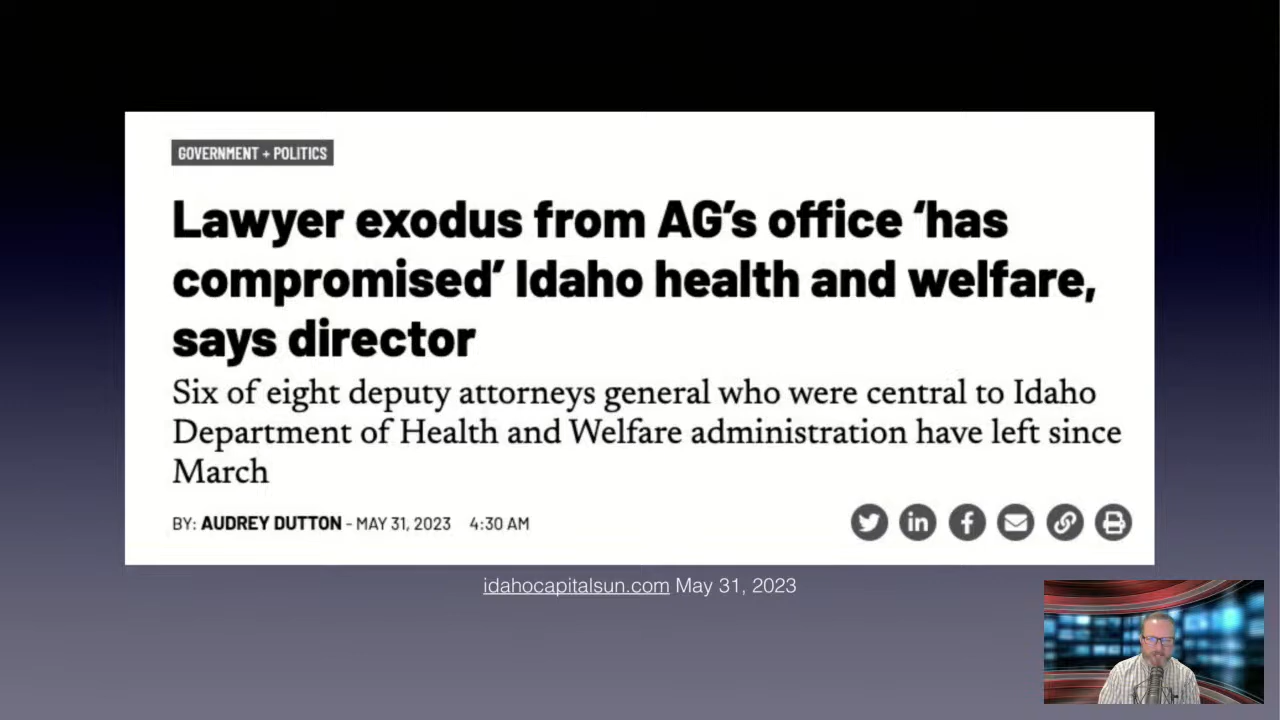 GOVERNMENT + POLITICS
Lawyer exodus from AG's office ‘has
compromised’ Idaho health and welfare,
says director
Six of eight deputy attorneys general who were central to Idaho
Department of Health and Welfare administration have left since
March
BY: AUDREY DUTTON - MAY 31, 2023 4:30 AM
idahocapitalsun.com May 31, 2023